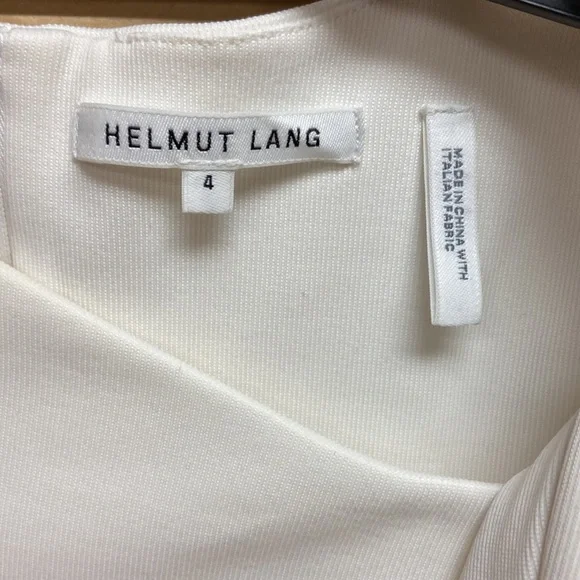 HELMUT LANG
4
MADE IN CHINA WITH
ITALIAN FABRIC